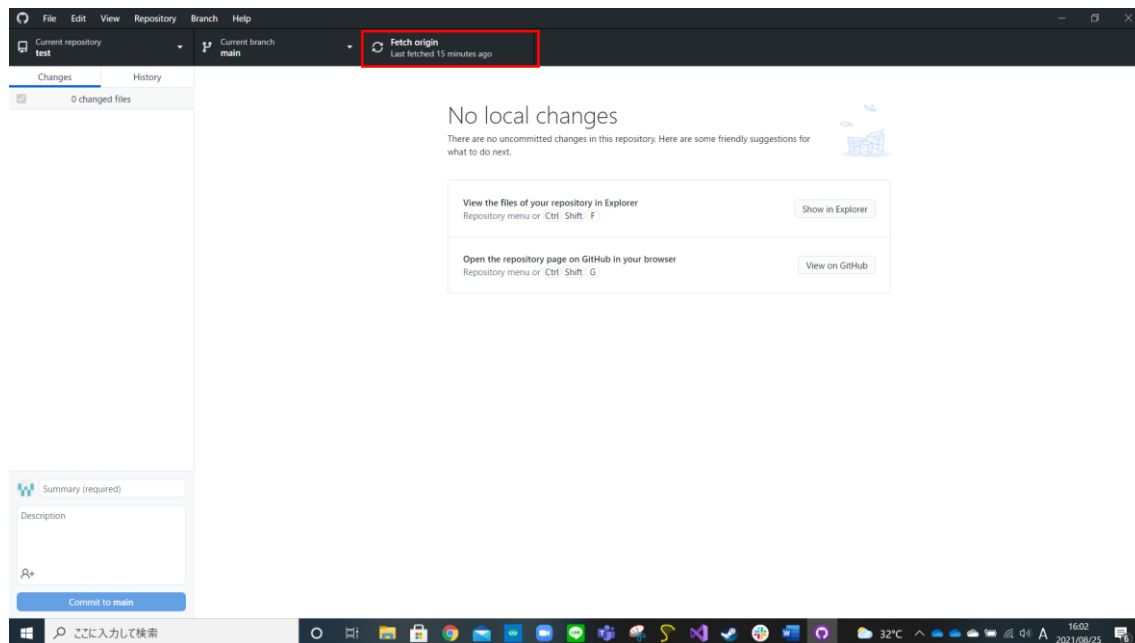 File Edit View Repository Branch Help
Current repository
test
Current branch
main
Fetch origin
Last fetched 15 minutes ago
Changes History
0 changed files
No local changes
There are no uncommitted changes in this repository. Here are some friendly suggestions for
what to do next.
View the files of your repository in Explorer
Repository menu or Ctrl Shift F
Show in Explorer
Open the repository page on GitHub in your browser
Repository menu or Ctrl Shift G
View on GitHub
Summary (required)
Description
Commit to main
ここに入力して検索
32°C
A
16:02
2021/08/25
6